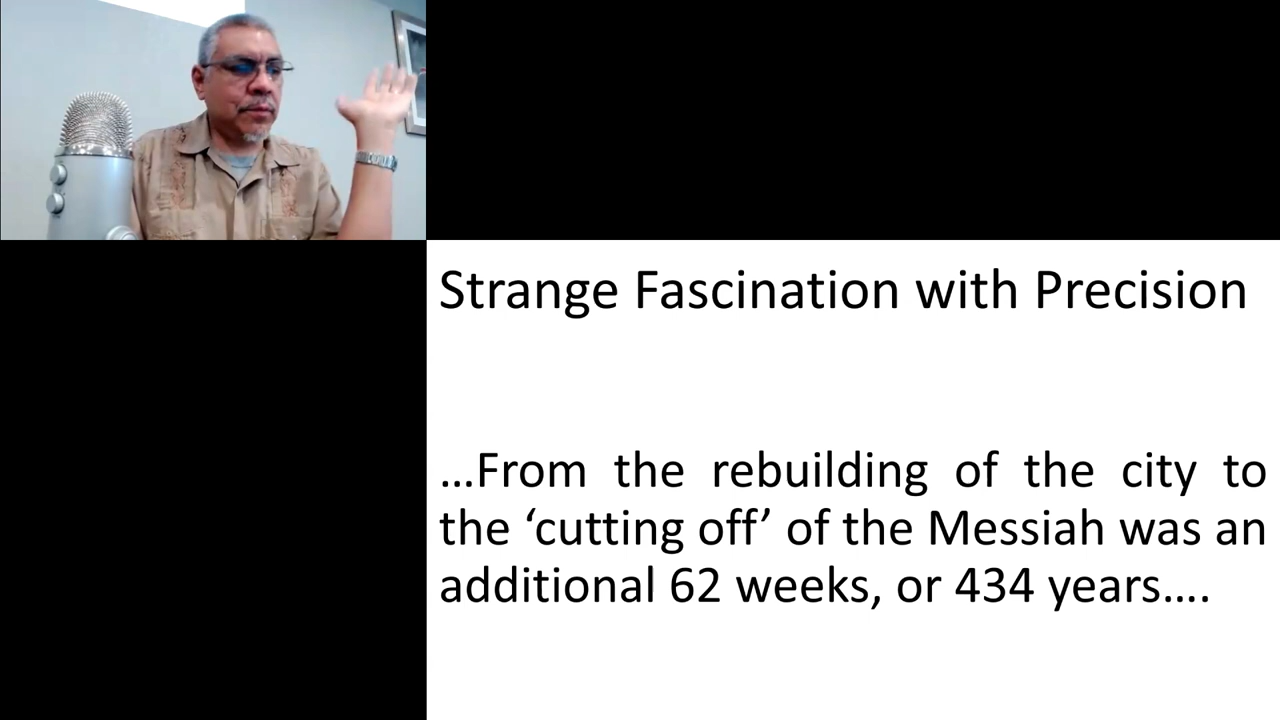 Strange Fascination with Precision
…From the rebuilding of the city to
the ‘cutting off’ of the Messiah was an
additional 62 weeks, or 434 years….